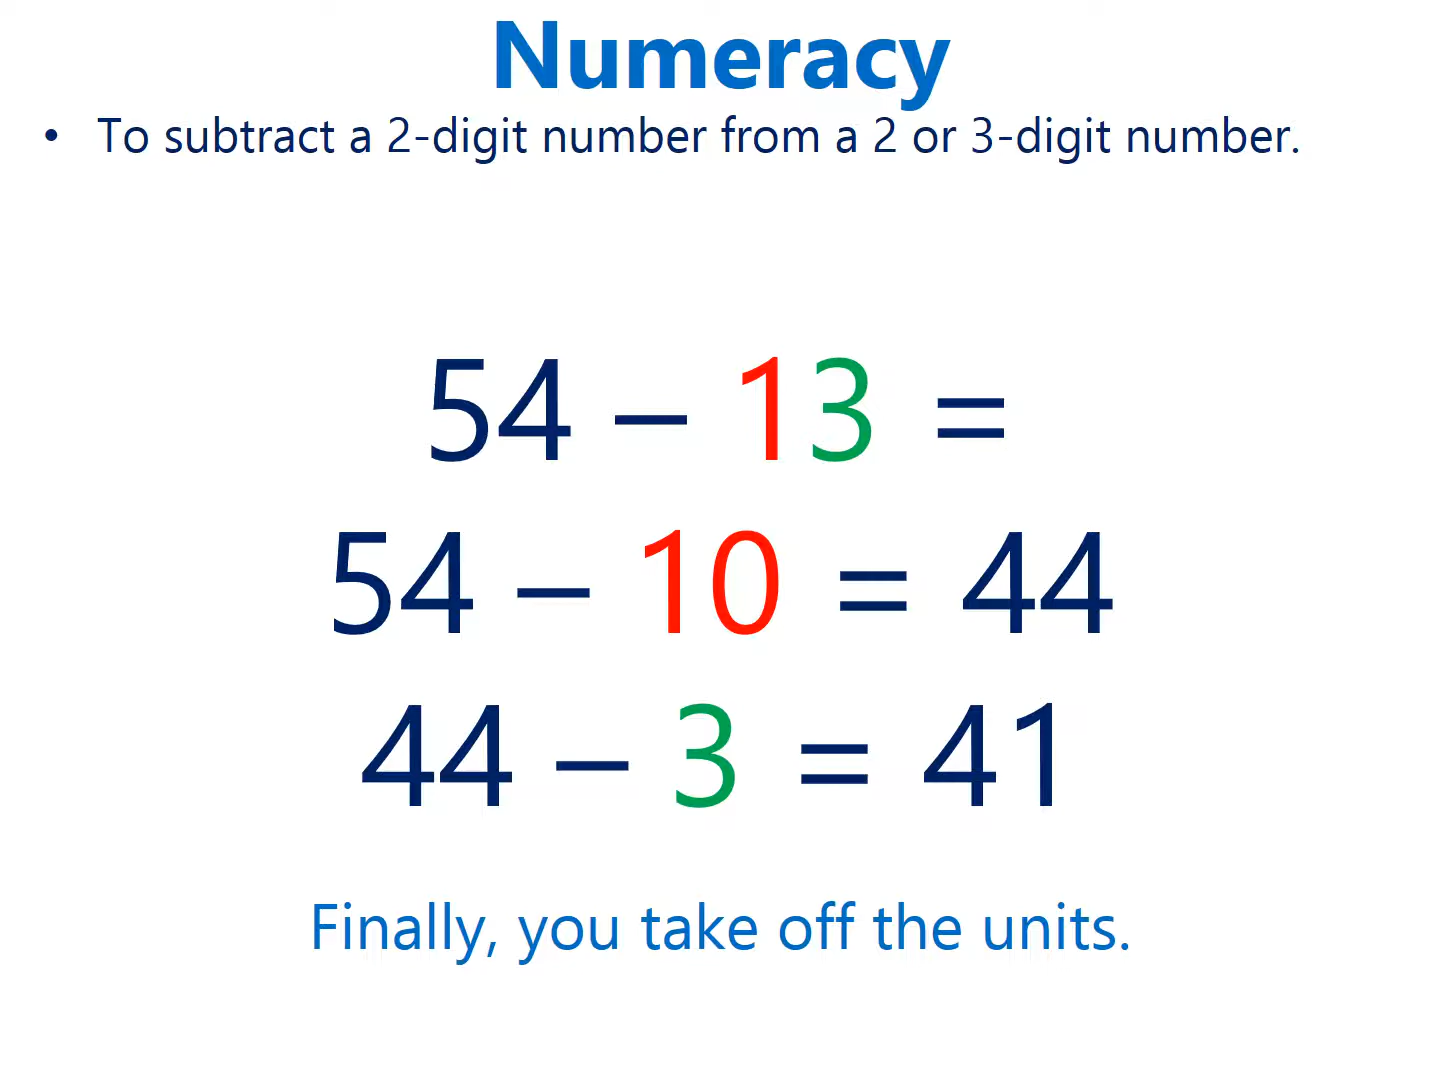 Numeracy
• To subtract a 2-digit number from a 2 or 3-digit number.
54 – 13 =
54 – 10 = 44
44 – 3 = 41
Finally, you take off the units.